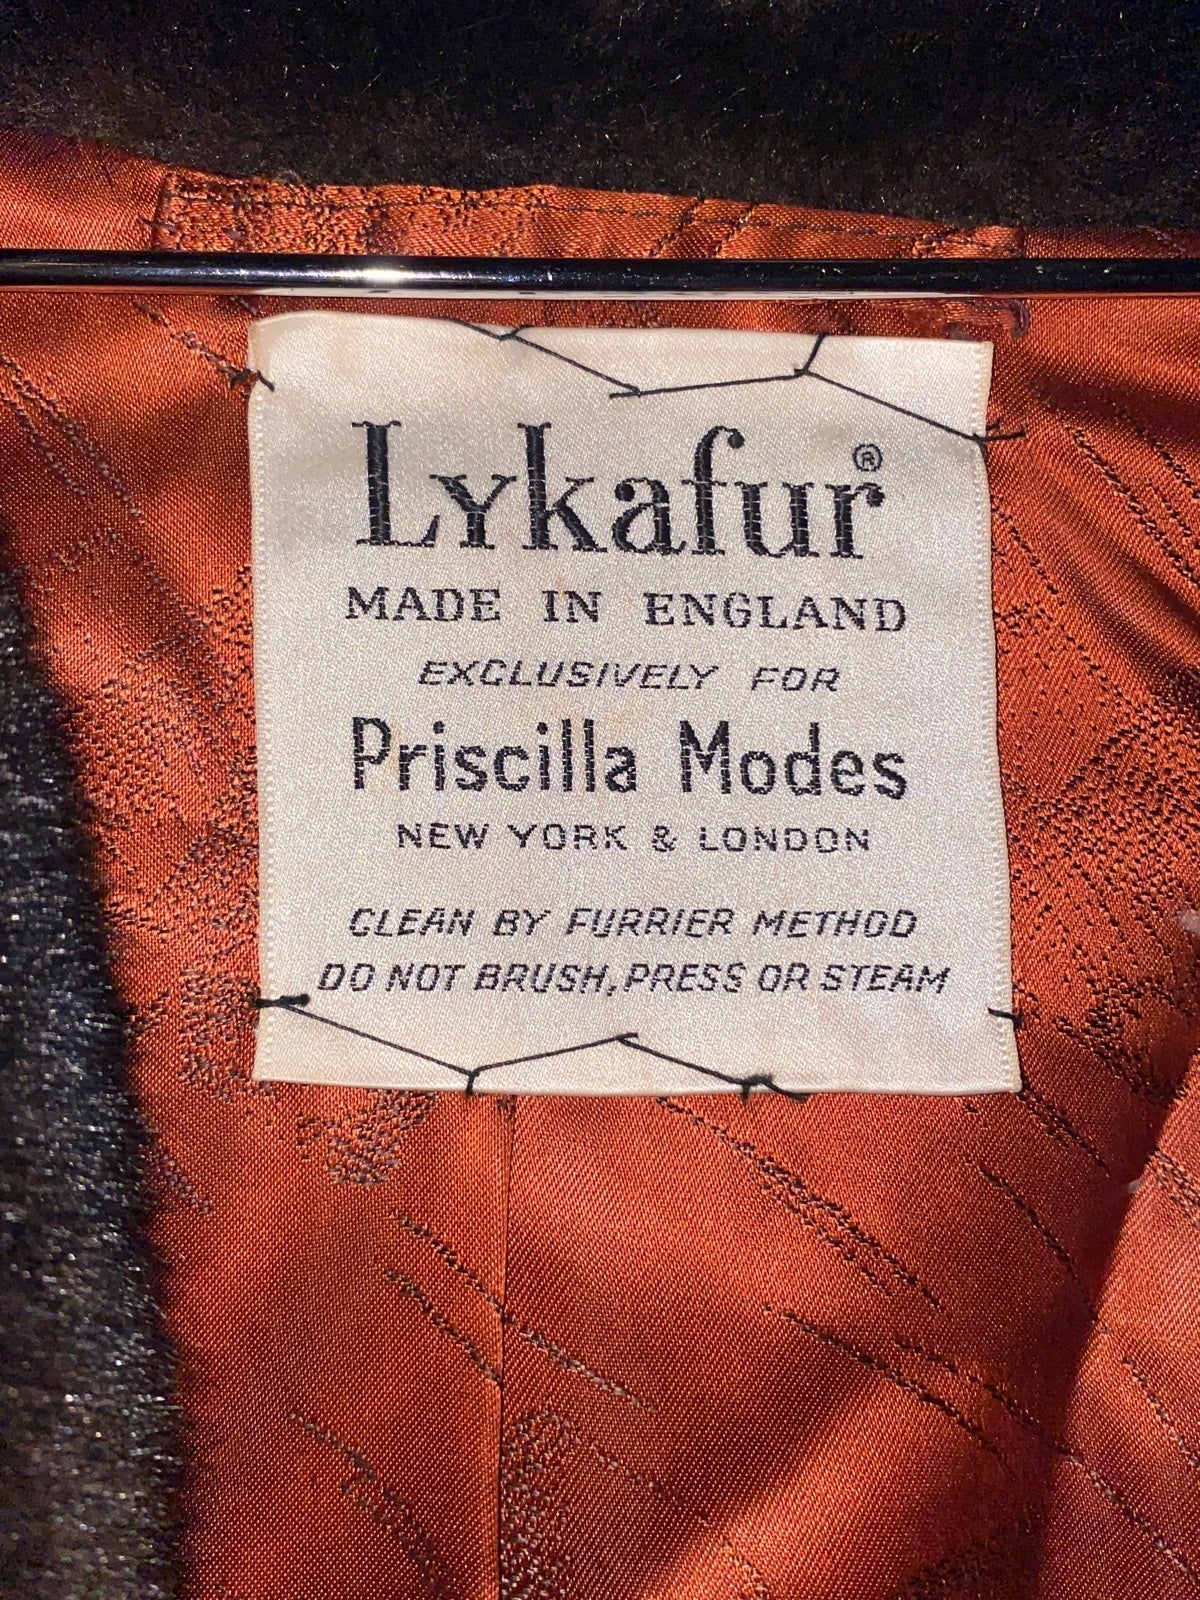 Lykafur®
MADE IN ENGLAND
EXCLUSIVELY FOR
Priscilla Modes
NEW YORK & LONDON
CLEAN BY FURRIER METHOD
DO NOT BRUSH, PRESS OR STEAM